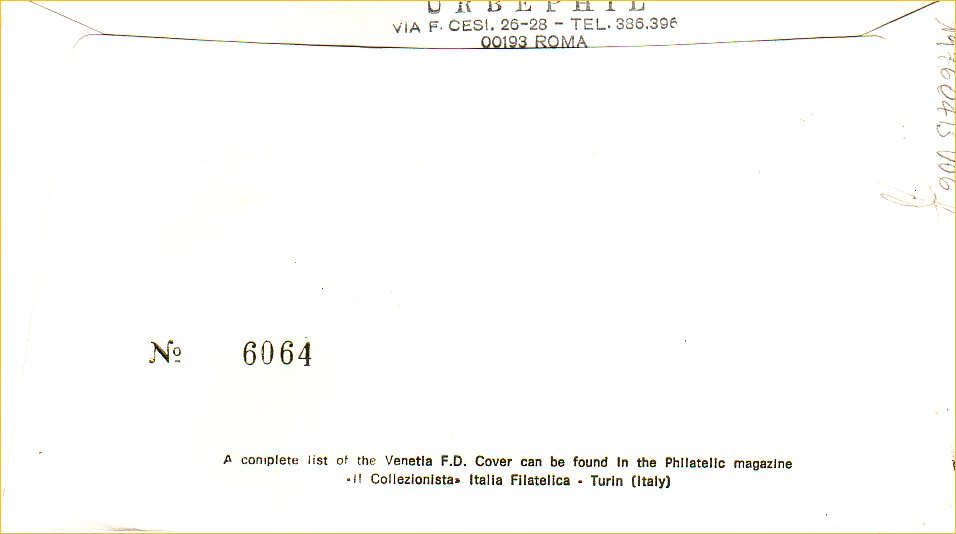 URBEPHIL
VIA F. CESI, 26-28 - TEL. 386.396
00193 ROMA
Nº 6064
A complete list of the Venetia F.D. Cover can be found in the Philatelic magazine
«Il Collezionista» Italia Filatelica - Turin (Italy)